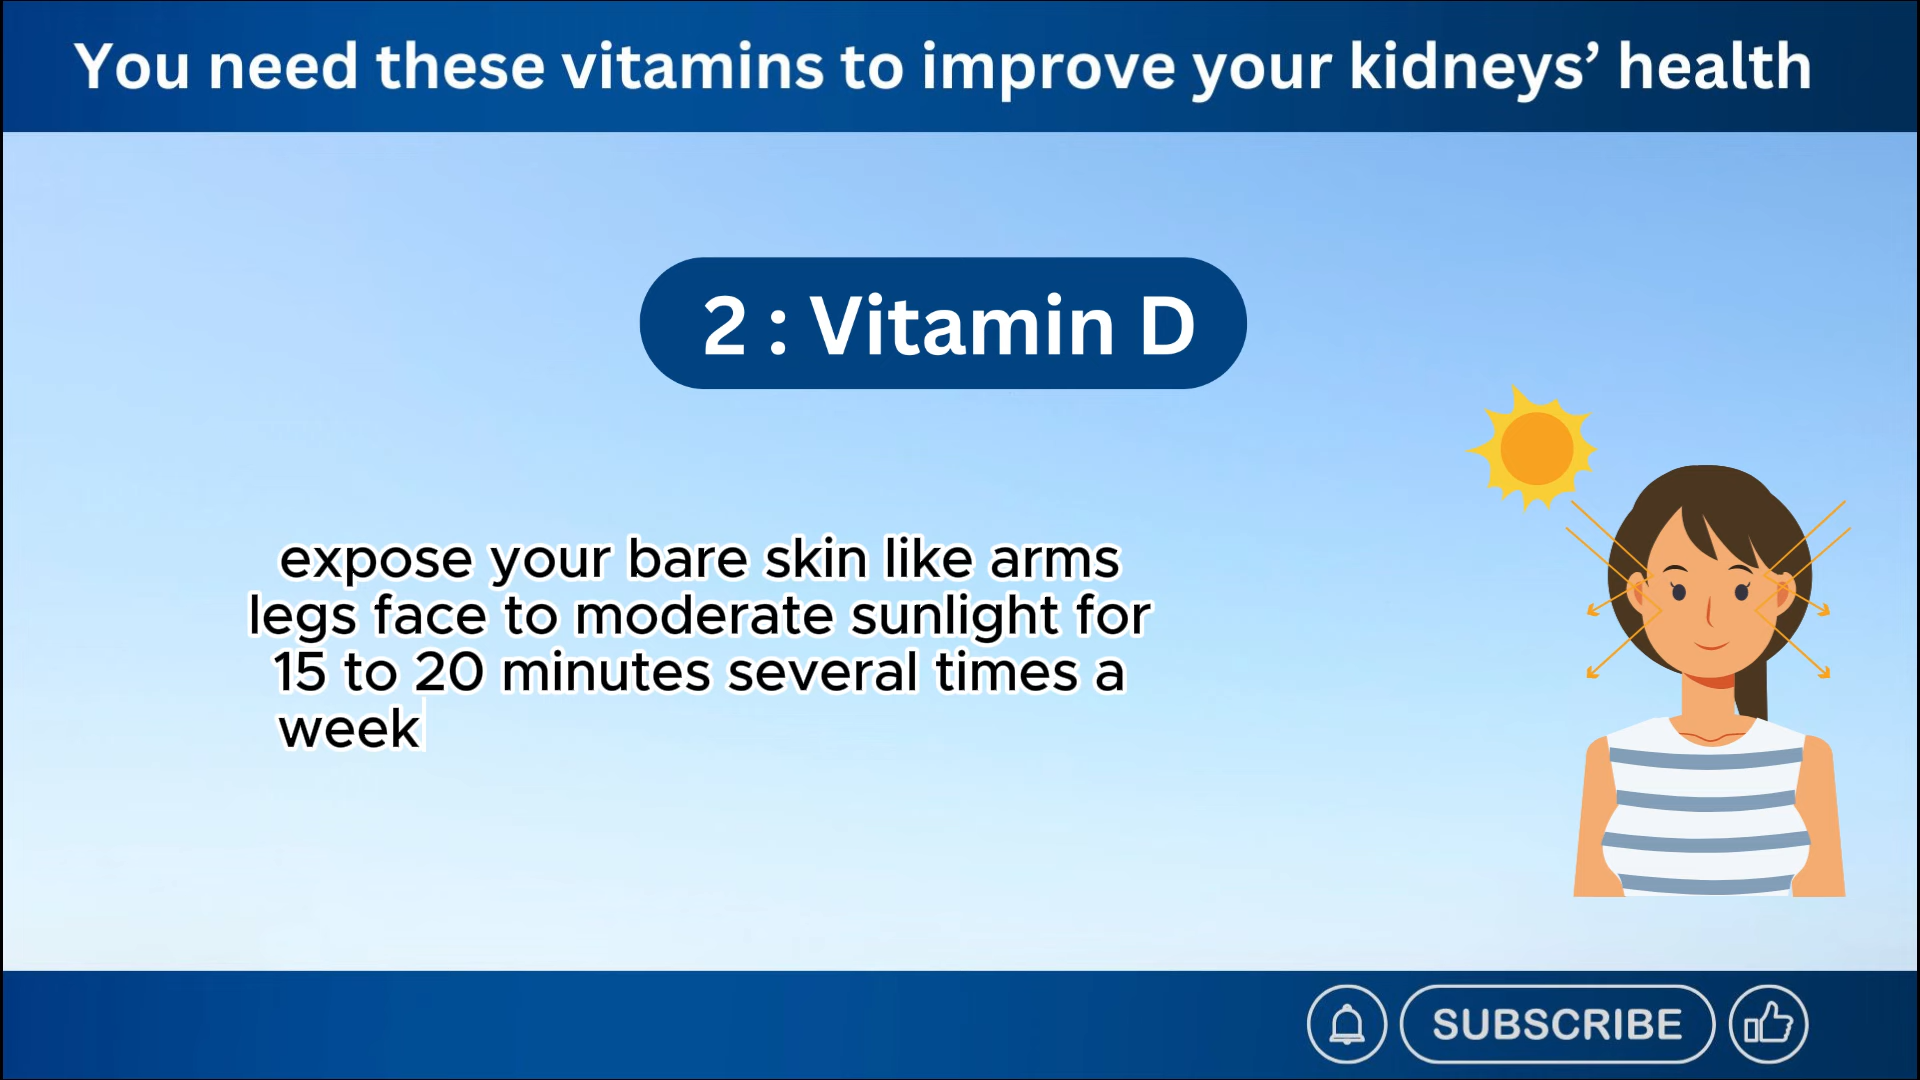 You need these vitamins to improve your kidneys’ health
2 : Vitamin D
expose your bare skin like arms
legs face to moderate sunlight for
15 to 20 minutes several times a
week
SUBSCRIBE